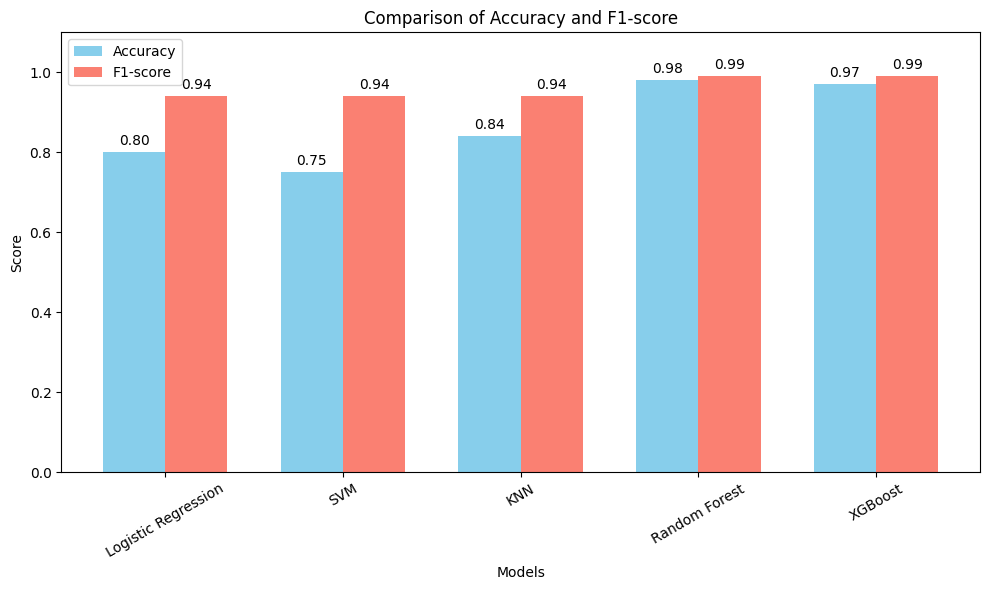 Comparison of Accuracy and F1-score
Accuracy
F1-score
Score
1.0
0.8
0.6
0.4
0.2
0.0
0.80
0.94
0.75
0.94
0.84
0.94
0.98
0.99
0.97
0.99
Logistic Regression
SVM
KNN
Random Forest
XGBoost
Models